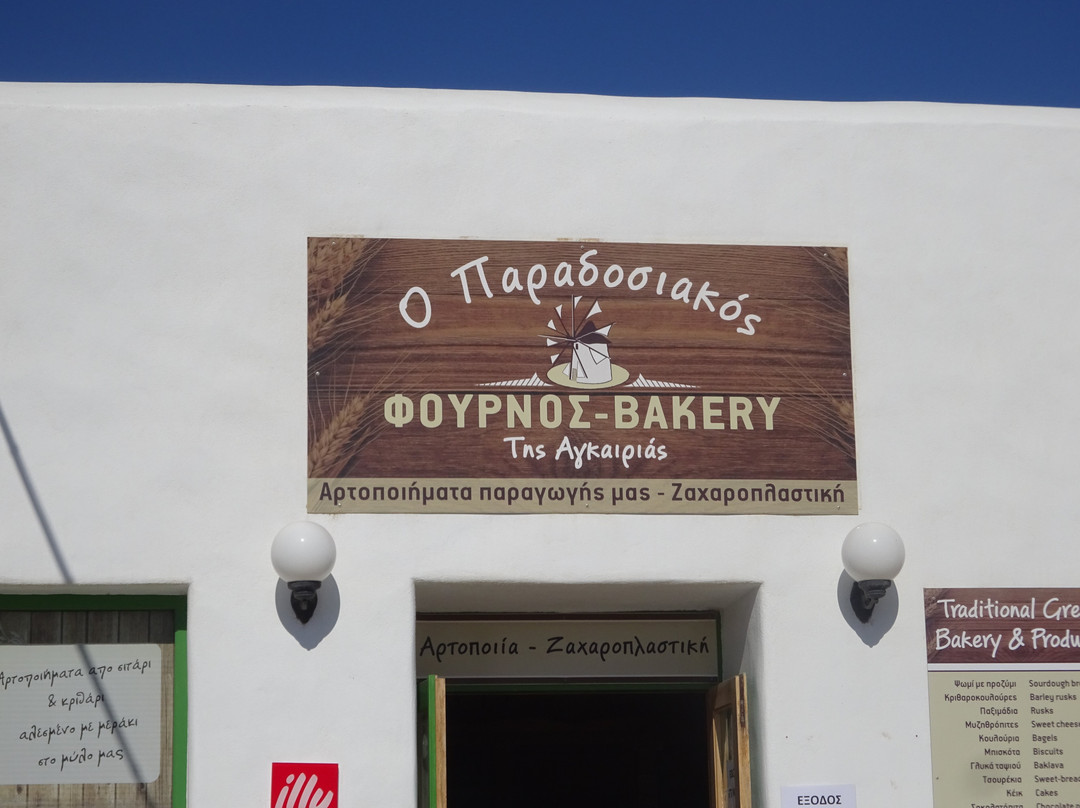 Ο Παραδοσιακός
ΦΟΥΡΝΟΣ-BAKERY
Της Αγκαιριάς
Αρτοποιήματα παραγωγής μας - Ζαχαροπλαστική
Αρτοποιία - Ζαχαροπλαστική
Αρτοποιήματα απο σιτάρι
& κριθάρι
αλεσμένο με μεράκι
στο μύλο μας
illy
ΕΞΟΔΟΣ
Traditional Gre
Bakery & Produ
Ψωμί με προζύμι Sourdough br
Κριθαροκουλούρες Barley rusks
Παξιμάδια Rusks
Μυζηθρόπιτες Sweet chees
Κουλούρια Bagels
Μπισκότα Biscuits
Γλυκά ταψιού Baklava
Τσουρέκια Sweet-brea
Κέικ Cakes